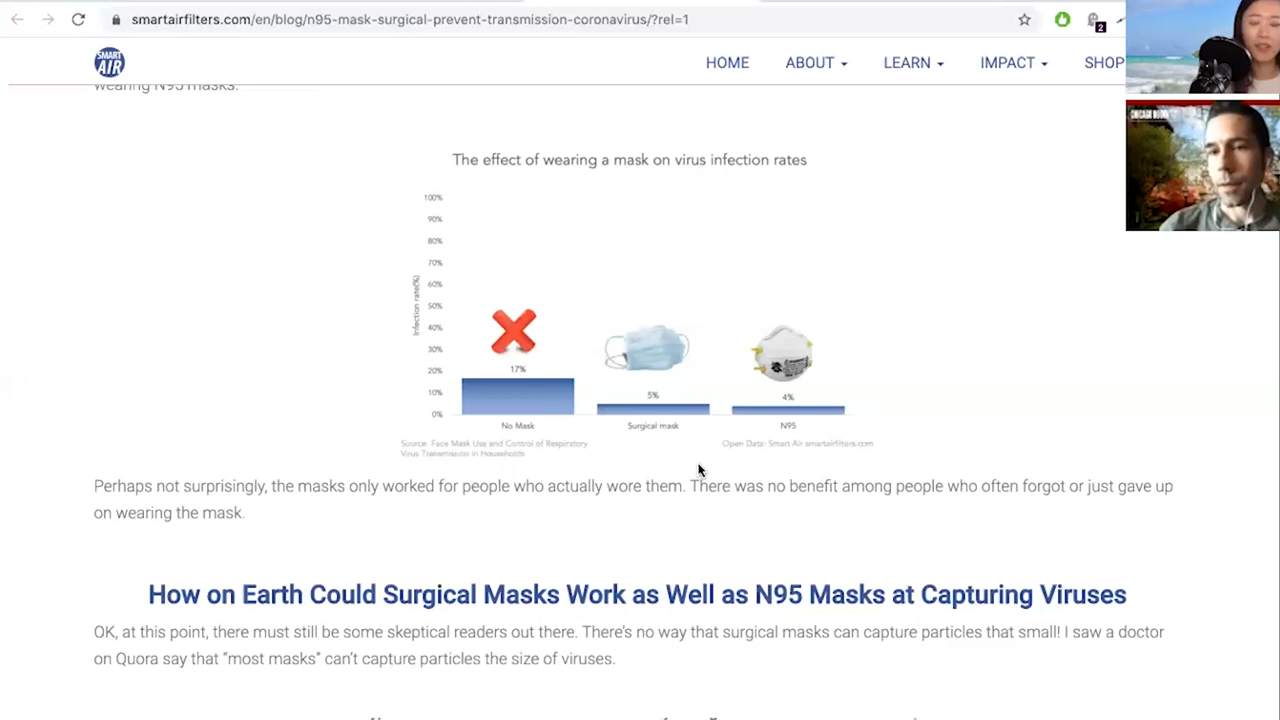 smartairfilters.com/en/blog/n95-mask-surgical-prevent-transmission-coronavirus/?rel=1
2
SMART
AIR
HOME
ABOUT
LEARN
IMPACT
SHOP
CHICAGO BOOTH
wearing N95 masks.
The effect of wearing a mask on virus infection rates
100%
90%
80%
70%
60%
50%
40%
30%
20%
10%
0%
Infection rate(%)
17%
5%
4%
No Mask
Surgical mask
N95
Source: Face Mask Use and Control of Respiratory
Virus Transmission in Households
Open Data: Smart Air smartairfilters.com
Perhaps not surprisingly, the masks only worked for people who actually wore them. There was no benefit among people who often forgot or just gave up
on wearing the mask.
How on Earth Could Surgical Masks Work as Well as N95 Masks at Capturing Viruses
OK, at this point, there must still be some skeptical readers out there. There's no way that surgical masks can capture particles that small! I saw a doctor
on Quora say that “most masks” can't capture particles the size of viruses.